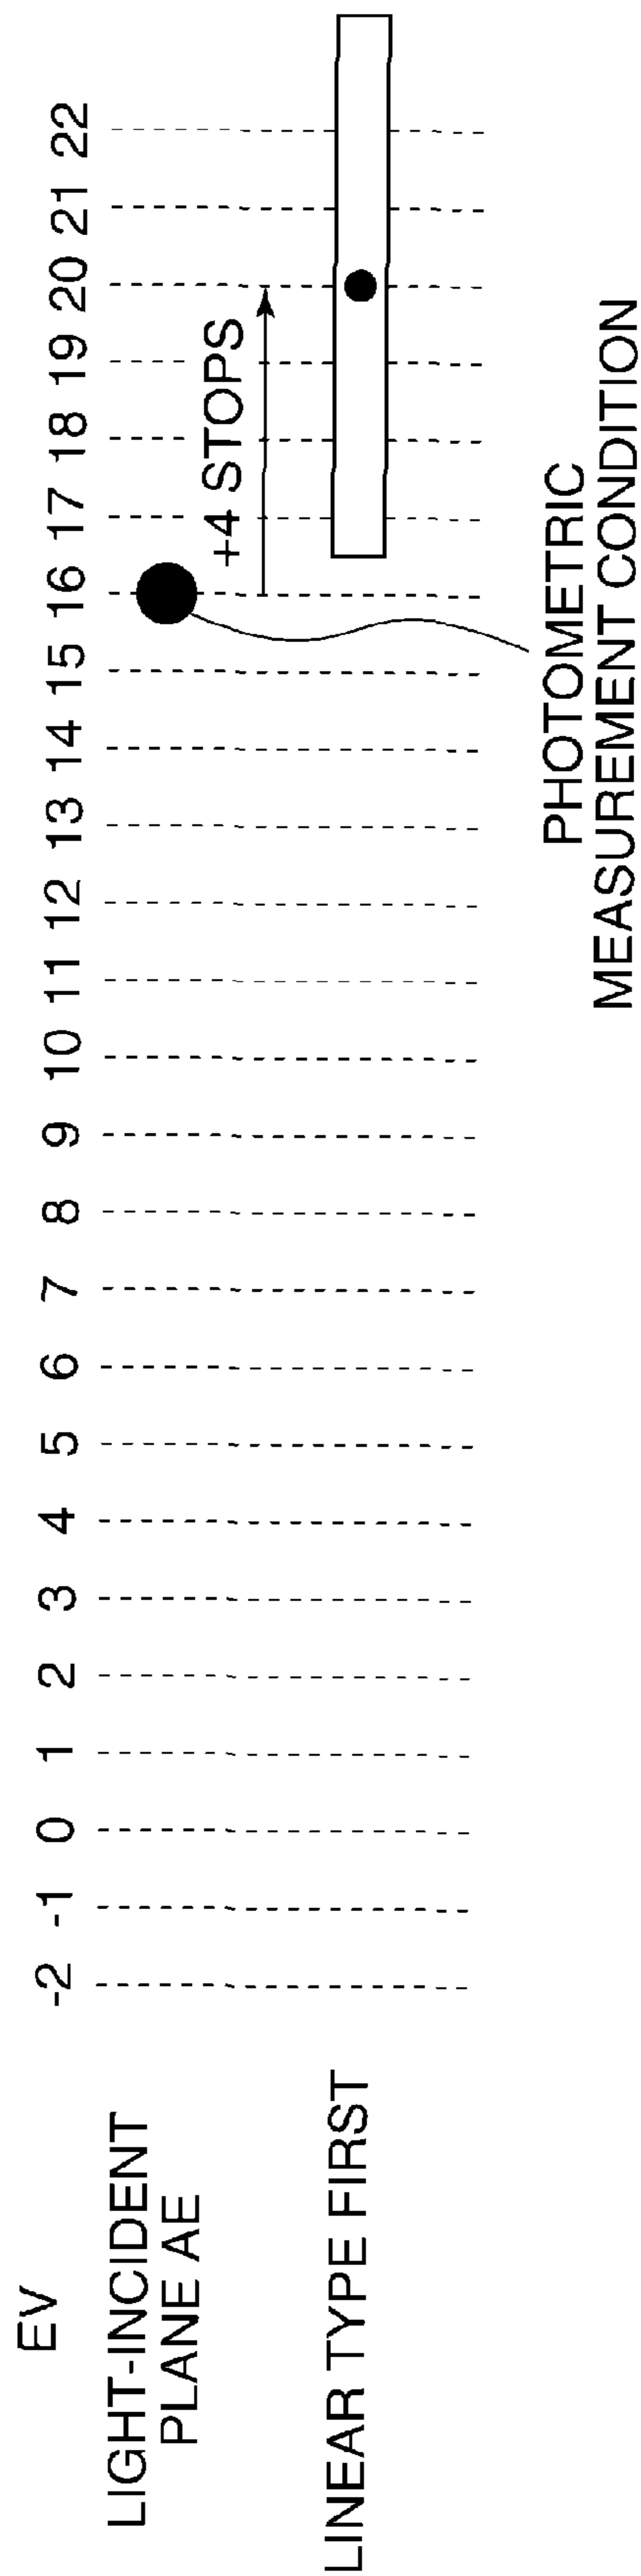 EV -2 -1 0 1 2 3 4 5 6 7 8 9 10 11 12 13 14 15 16 17 18 19 20 21 22
LIGHT-INCIDENT
PLANE AE
+4 STOPS
LINEAR TYPE FIRST
PHOTOMETRIC
MEASUREMENT CONDITION